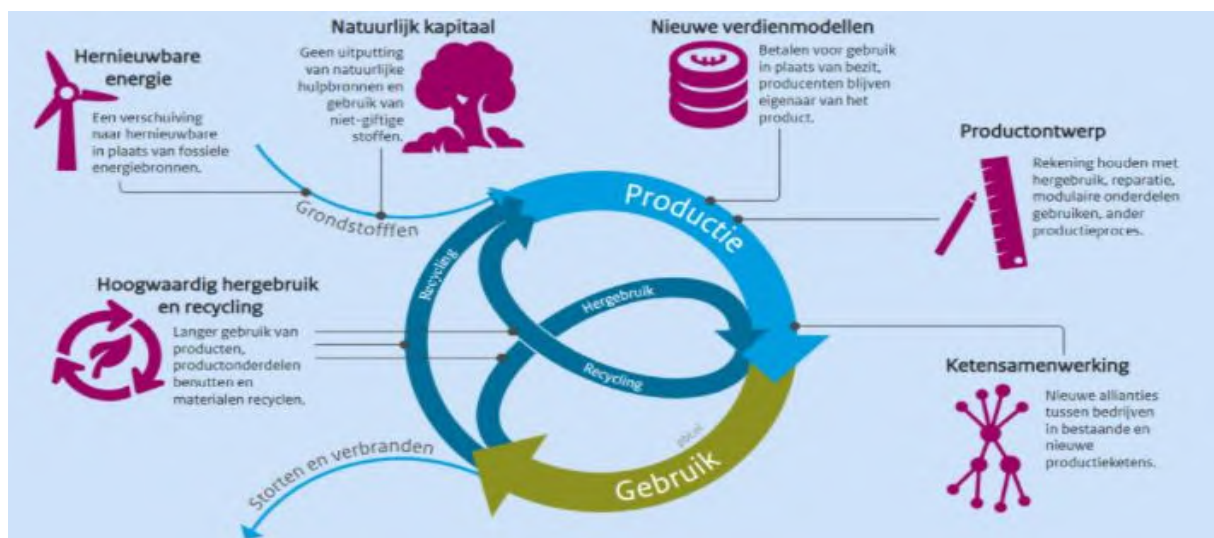 Hernieuwbare
energie
Een verschuiving
naar hernieuwbare
in plaats van fossiele
energiebronnen.
Natuurlijk kapitaal
Geen uitputting
van natuurlijke
hulpbronnen en
gebruik van
niet-giftige
stoffen.
Nieuwe verdienmodellen
Betalen voor gebruik
in plaats van bezit,
producenten blijven
eigenaar van het
product.
Productontwerp
Rekening houden met
hergebruik, reparatie,
modulaire onderdelen
gebruiken, ander
productieproces.
Grondstofffen
Productie
Recycling
Hergebruik
Recycling
Hoogwaardig hergebruik
en recycling
Langer gebruik van
producten,
productonderdelen
benutten en
materialen recyclen.
Ketensamenwerking
Nieuwe allianties
tussen bedrijven
in bestaande en
nieuwe
productieketens.
Storten en verbranden
Gebruik
pbl.nl